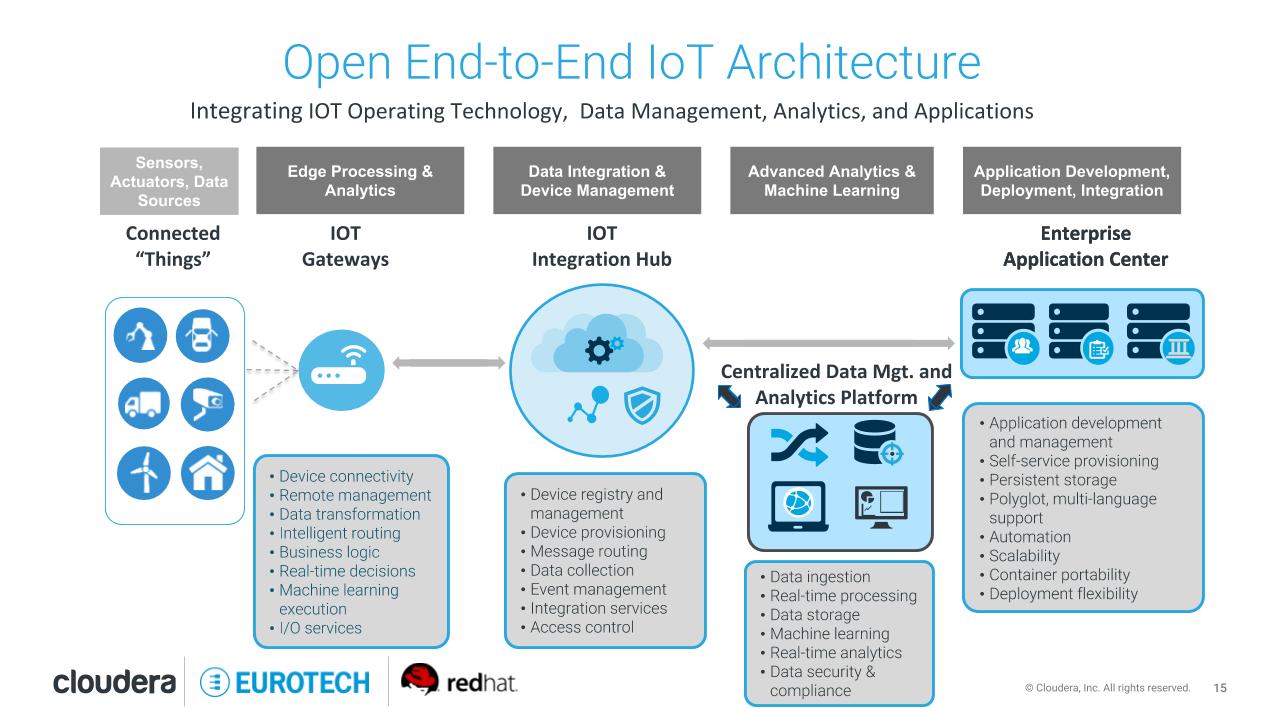 Open End-to-End IoT Architecture
Integrating IOT Operating Technology,  Data Management, Analytics, and Applications
Sensors,
Actuators, Data
Sources
Edge Processing &
Analytics
Data Integration &
Device Management
Advanced Analytics &
Machine Learning
Application Development,
Deployment, Integration
Connected
“Things”
IOT
Gateways
IOT
Integration Hub
Enterprise
Application Center
Centralized Data Mgt. and
Analytics Platform
• Device connectivity
• Remote management
• Data transformation
• Intelligent routing
• Business logic
• Real-time decisions
• Machine learning
execution
• I/O services
• Device registry and
management
• Device provisioning
• Message routing
• Data collection
• Event management
• Integration services
• Access control
• Data ingestion
• Real-time processing
• Data storage
• Machine learning
• Real-time analytics
• Data security &
compliance
• Application development
and management
• Self-service provisioning
• Persistent storage
• Polyglot, multi-language
support
• Automation
• Scalability
• Container portability
• Deployment flexibility
cloudera
EUROTECH
redhat.
© Cloudera, Inc. All rights reserved.
15